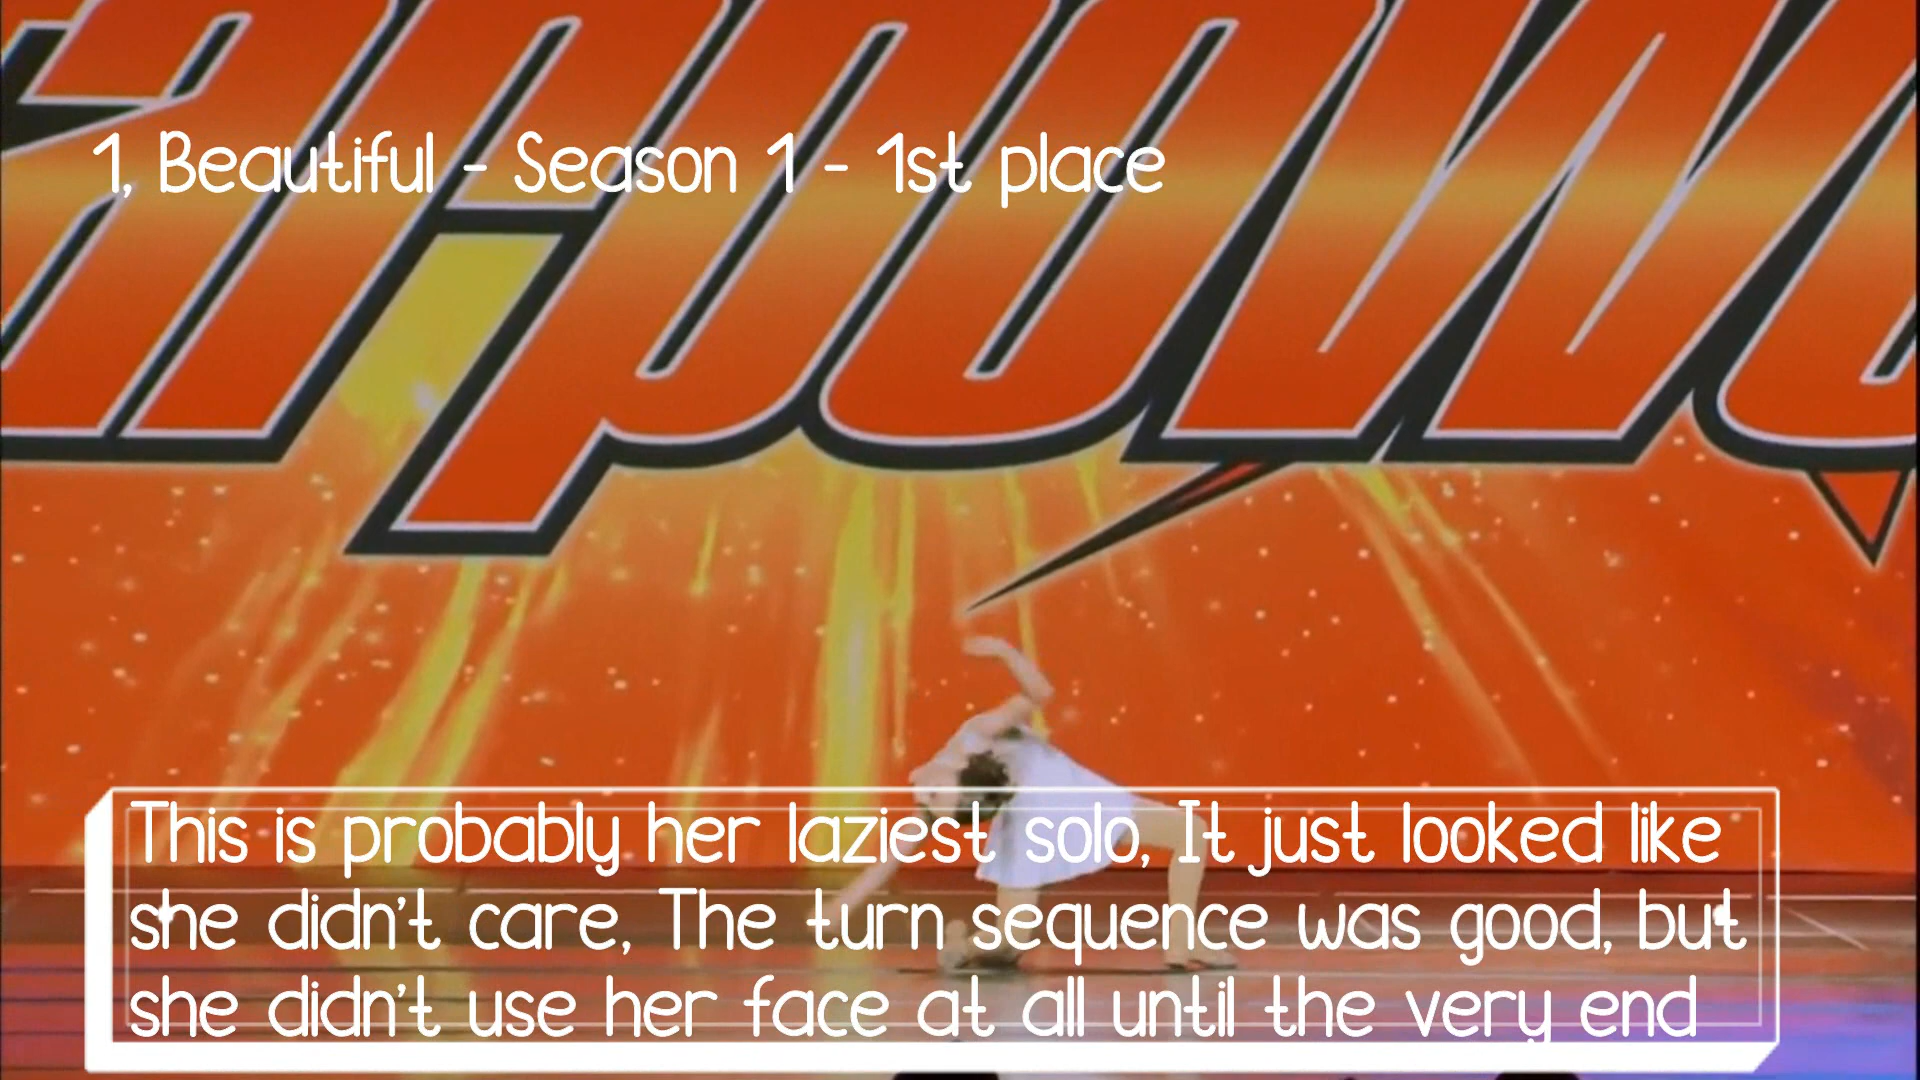 1, Beautiful - Season 1 - 1st place
This is probably her laziest solo, It just looked like
she didn't care, The turn sequence was good, but
she didn't use her face at all until the very end